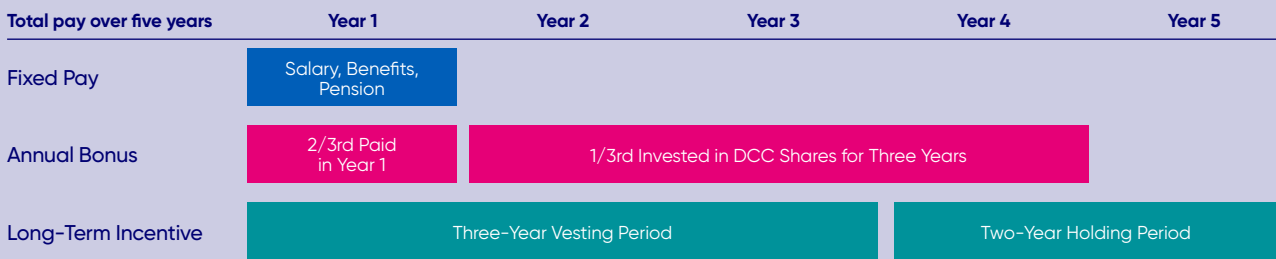 Total pay over five years Year 1 Year 2 Year 3 Year 4 Year 5
Fixed Pay
Salary, Benefits,
Pension
Annual Bonus
2/3rd Paid
in Year 1
1/3rd Invested in DCC Shares for Three Years
Long-Term Incentive
Three-Year Vesting Period
Two-Year Holding Period